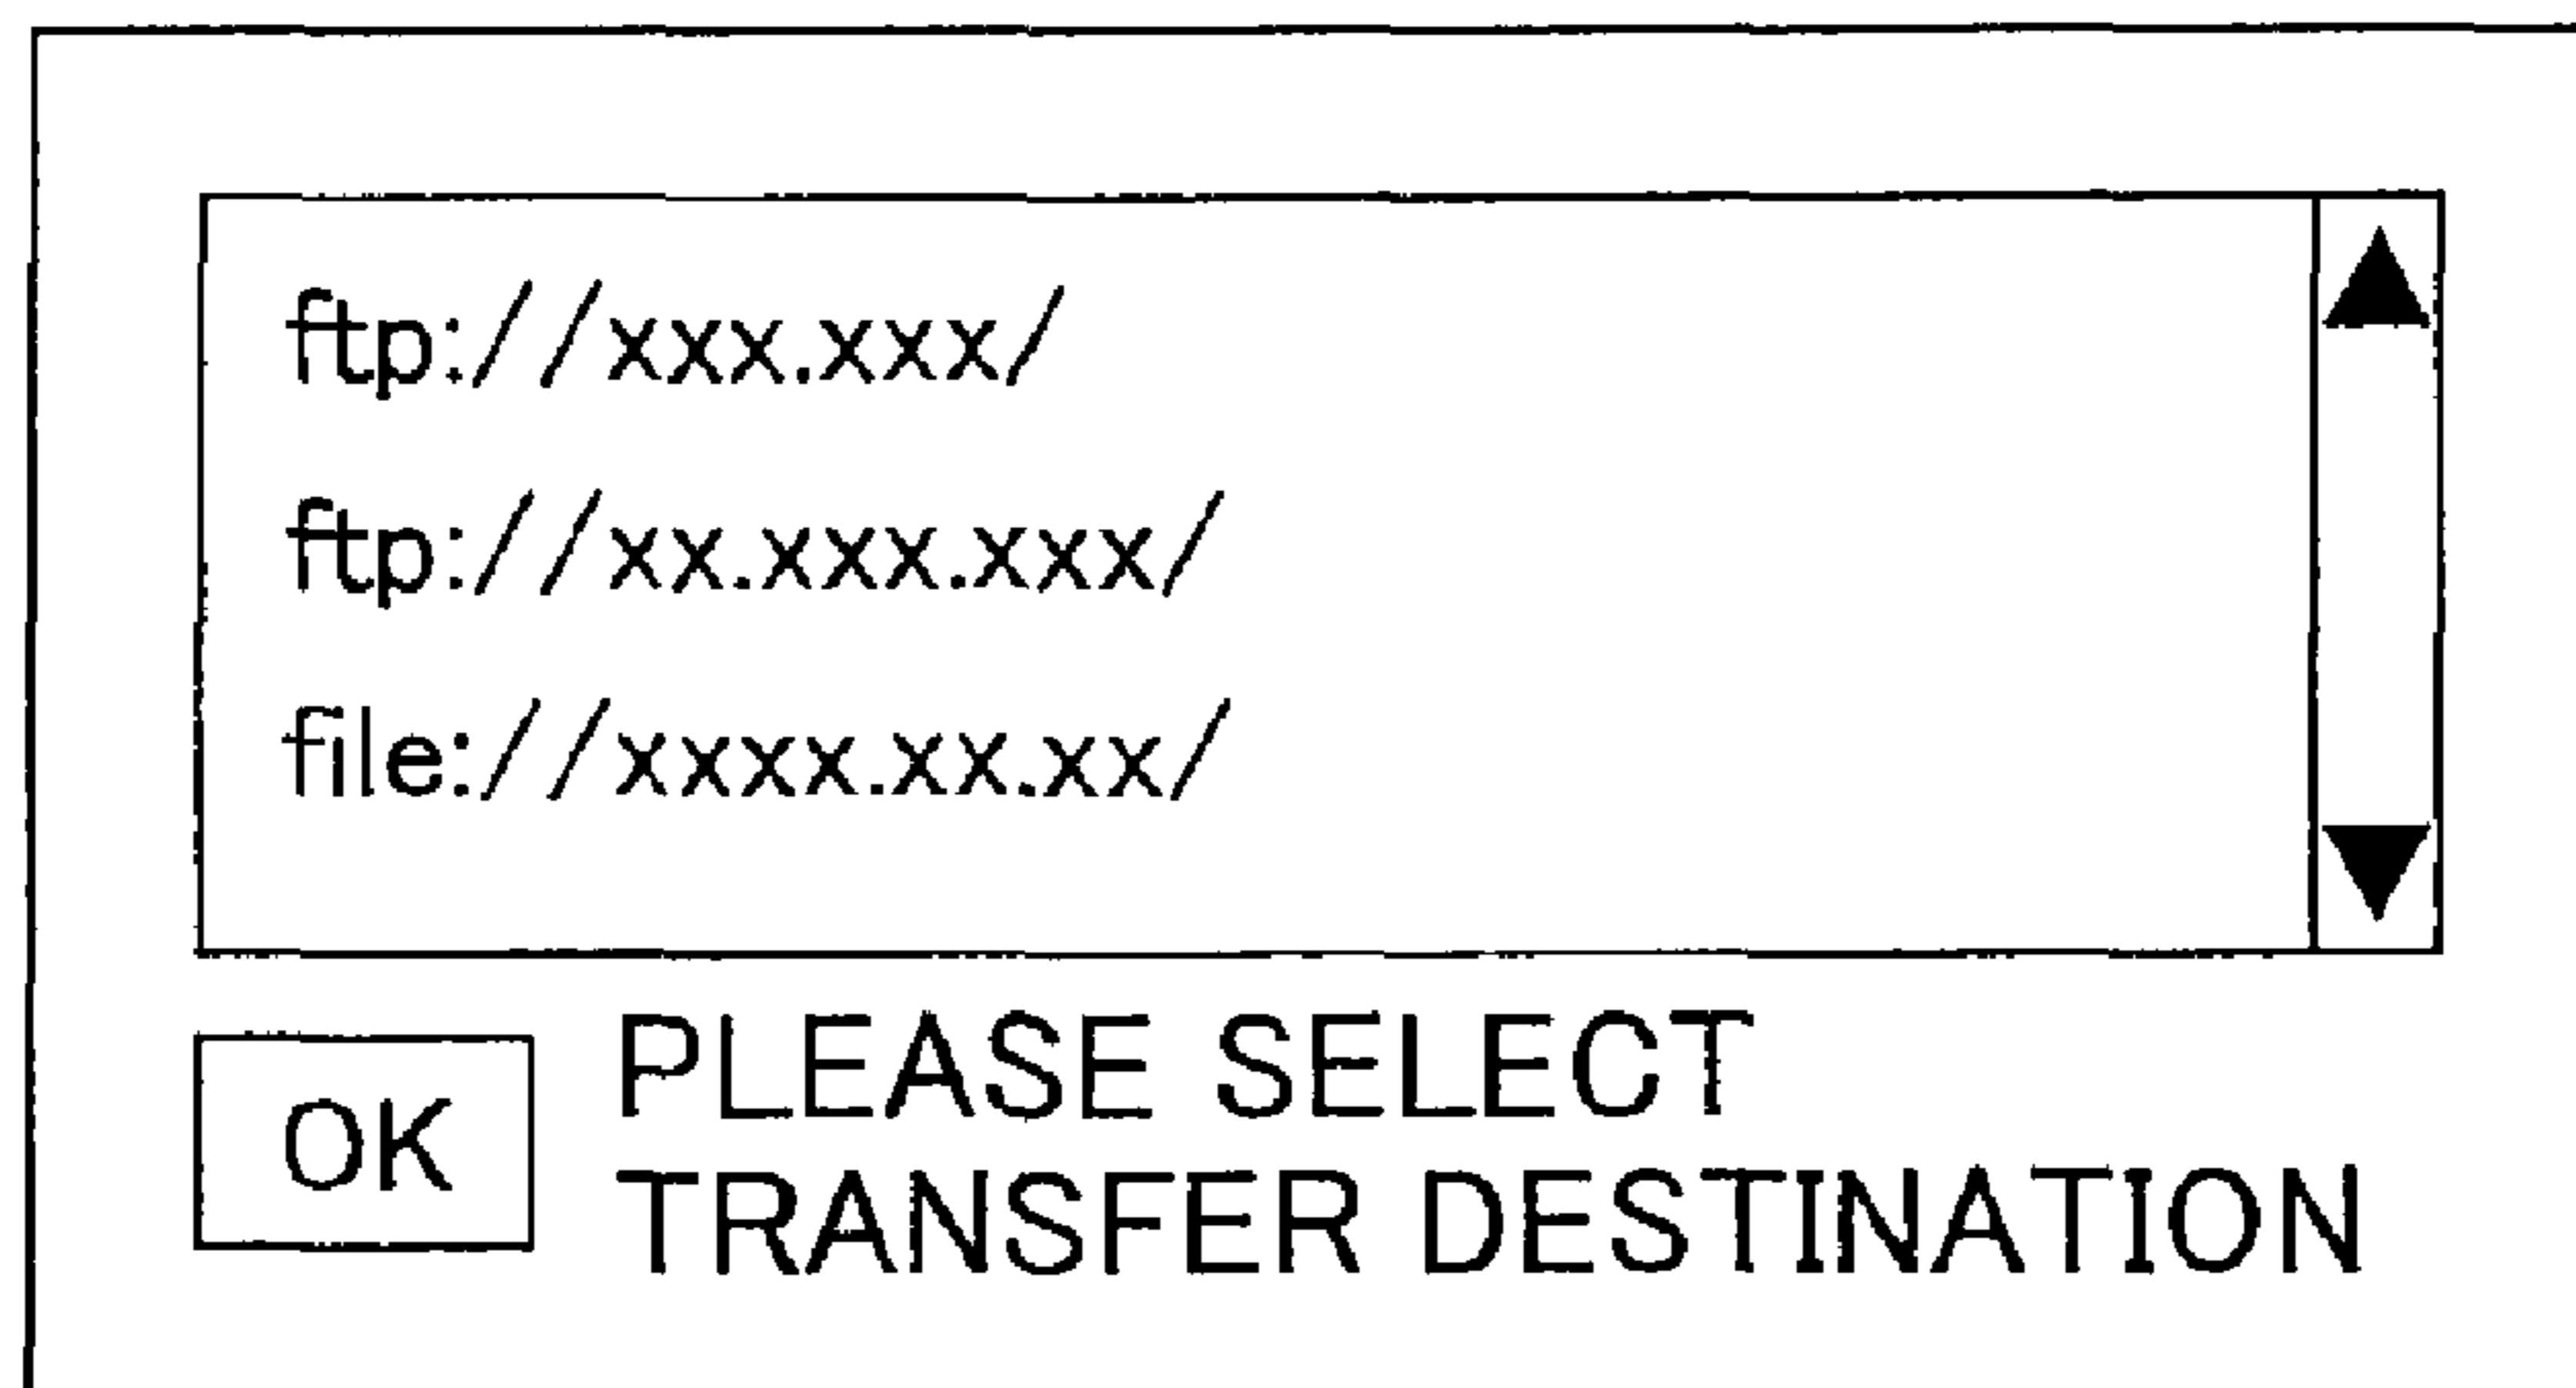 ftp://xxx.xxx/
ftp://xx.xxx.xxx/
file://xxxx.xx.xx/
OK
PLEASE SELECT
TRANSFER DESTINATION